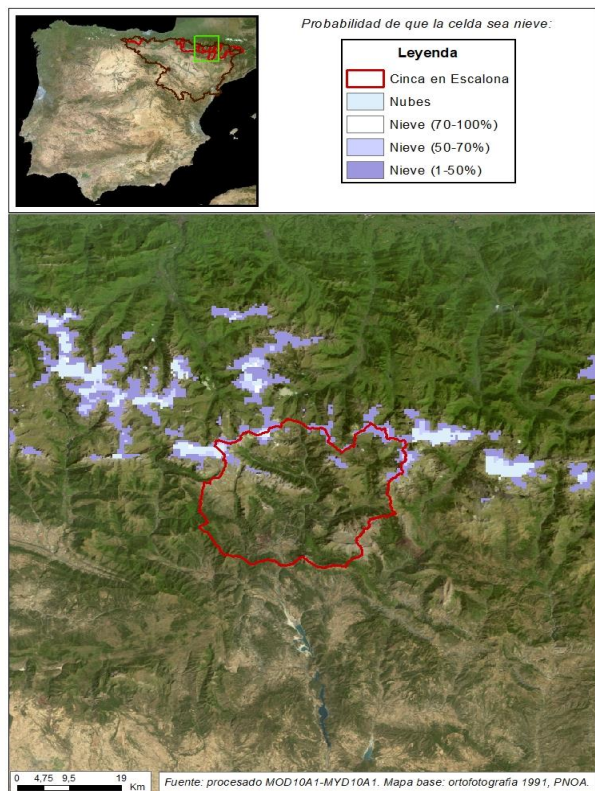 Probabilidad de que la celda sea nieve:
Leyenda
Cinca en Escalona
Nubes
Nieve (70-100%)
Nieve (50-70%)
Nieve (1-50%)
0 4,75 9,5 19
Km
Fuente: procesado MOD10A1-MYD10A1. Mapa base: ortofotografía 1991, PNOA.